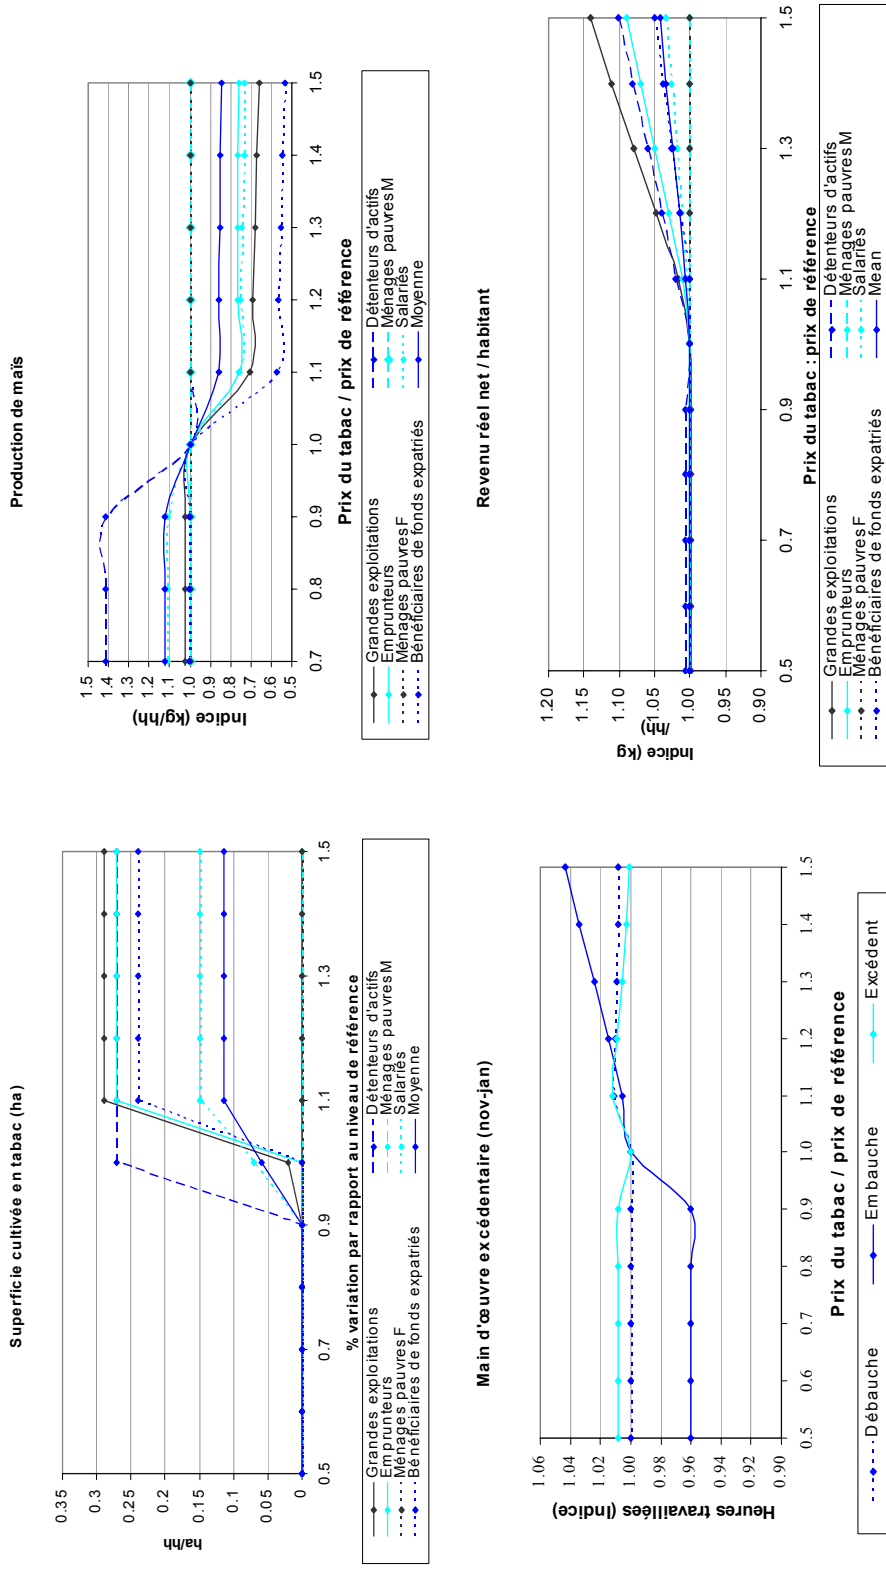 Superficie cultivée en tabac (ha)
ha/hh
0.35
0.3
0.25
0.2
0.15
0.1
0.05
0
0.5
0.7
0.9
1.1
1.3
1.5
% variation par rapport au niveau de référence
Grandes exploitations
Détenteurs d'actifs
Emprunteurs
Ménages pauvres M
Ménages pauvres F
Salariés
Bénéficiaires de fonds expatriés
Moyenne
Production de maïs
Indice (kg/hh)
1.5
1.4
1.3
1.2
1.1
1.0
0.9
0.8
0.7
0.6
0.5
0.7
0.8
0.9
1.0
1.1
1.2
1.3
1.4
1.5
Prix du tabac / prix de référence
Grandes exploitations
Détenteurs d'actifs
Emprunteurs
Ménages pauvres M
Ménages pauvres F
Salariés
Bénéficiaires de fonds expatriés
Moyenne
Main d'œuvre excédentaire (nov-jan)
Heures travaillées (Indice)
1.06
1.04
1.02
1.00
0.98
0.96
0.94
0.92
0.90
0.5
0.6
0.7
0.8
0.9
1.0
1.1
1.2
1.3
1.4
1.5
Prix du tabac / prix de référence
Débauche
Embauche
Excédent
Revenu réel net / habitant
Indice (kg
/hh)
1.20
1.15
1.10
1.05
1.00
0.95
0.90
0.5
0.7
0.9
1.1
1.3
1.5
Prix du tabac : prix de référence
Grandes exploitations
Détenteurs d'actifs
Emprunteurs
Ménages pauvres M
Ménages pauvres F
Salariés
Bénéficiaires de fonds expatriés
Mean